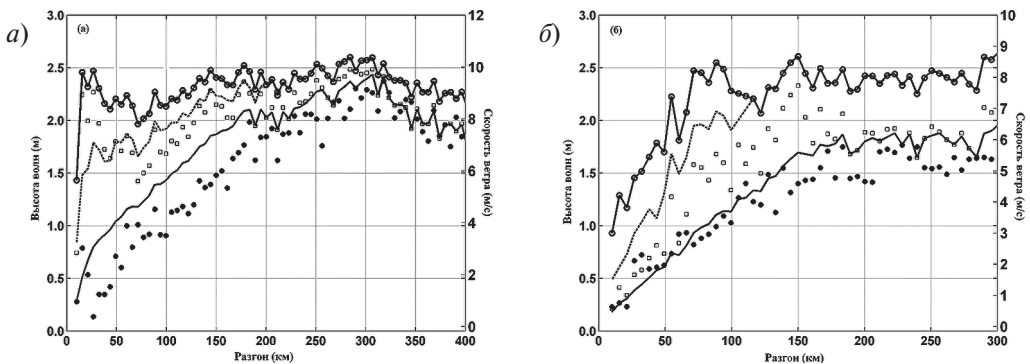 а)
(а)
3.0
2.5
2.0
1.5
1.0
0.5
0.0
Высота волн (м)
0 50 100 150 200 250 300 350 400
Разгон (км)
12
10
8
6
4
2
0
Скорость ветра (м/с)
б)
(б)
3.0
2.5
2.0
1.5
1.0
0.5
0.0
Высота волн (м)
0 50 100 150 200 250 300
Разгон (км)
10
9
8
7
6
5
4
3
2
1
0
Скорость ветра (м/с)